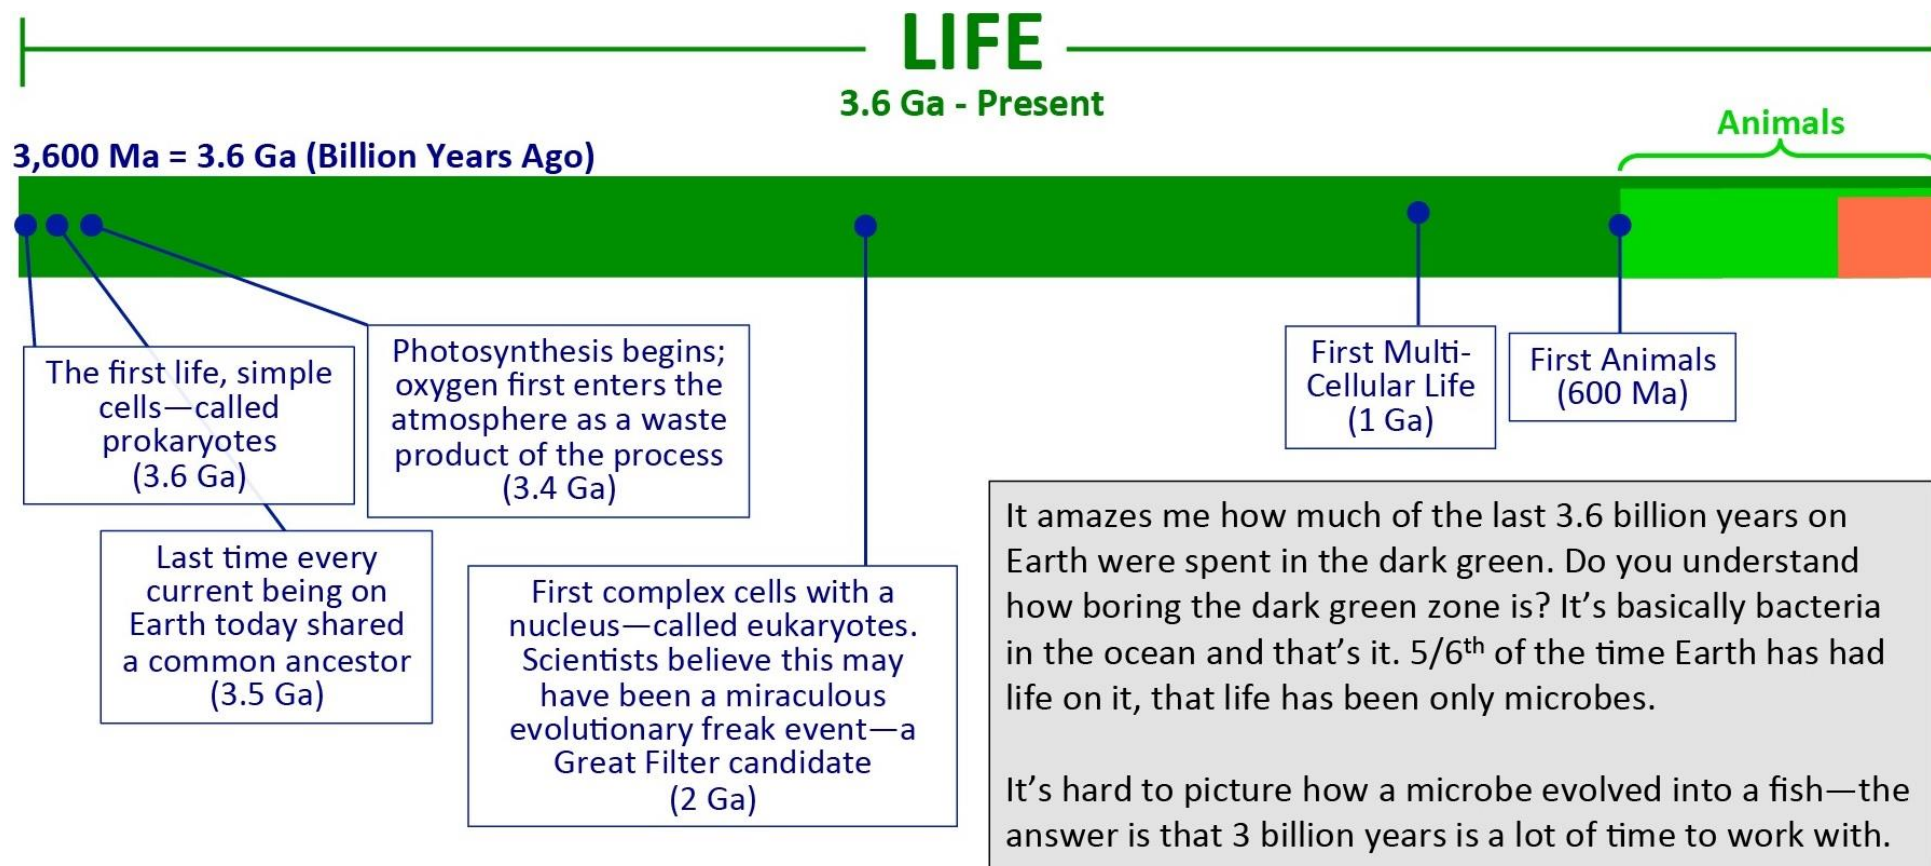 LIFE
3.6 Ga - Present
Animals
3,600 Ma = 3.6 Ga (Billion Years Ago)
The first life, simple
cells—called
prokaryotes
(3.6 Ga)
Last time every
current being on
Earth today shared
a common ancestor
(3.5 Ga)
Photosynthesis begins;
oxygen first enters the
atmosphere as a waste
product of the process
(3.4 Ga)
First complex cells with a
nucleus—called eukaryotes.
Scientists believe this may
have been a miraculous
evolutionary freak event—a
Great Filter candidate
(2 Ga)
First Multi-
Cellular Life
(1 Ga)
First Animals
(600 Ma)
It amazes me how much of the last 3.6 billion years on
Earth were spent in the dark green. Do you understand
how boring the dark green zone is? It’s basically bacteria
in the ocean and that’s it. 5/6th of the time Earth has had
life on it, that life has been only microbes.
It’s hard to picture how a microbe evolved into a fish—the
answer is that 3 billion years is a lot of time to work with.